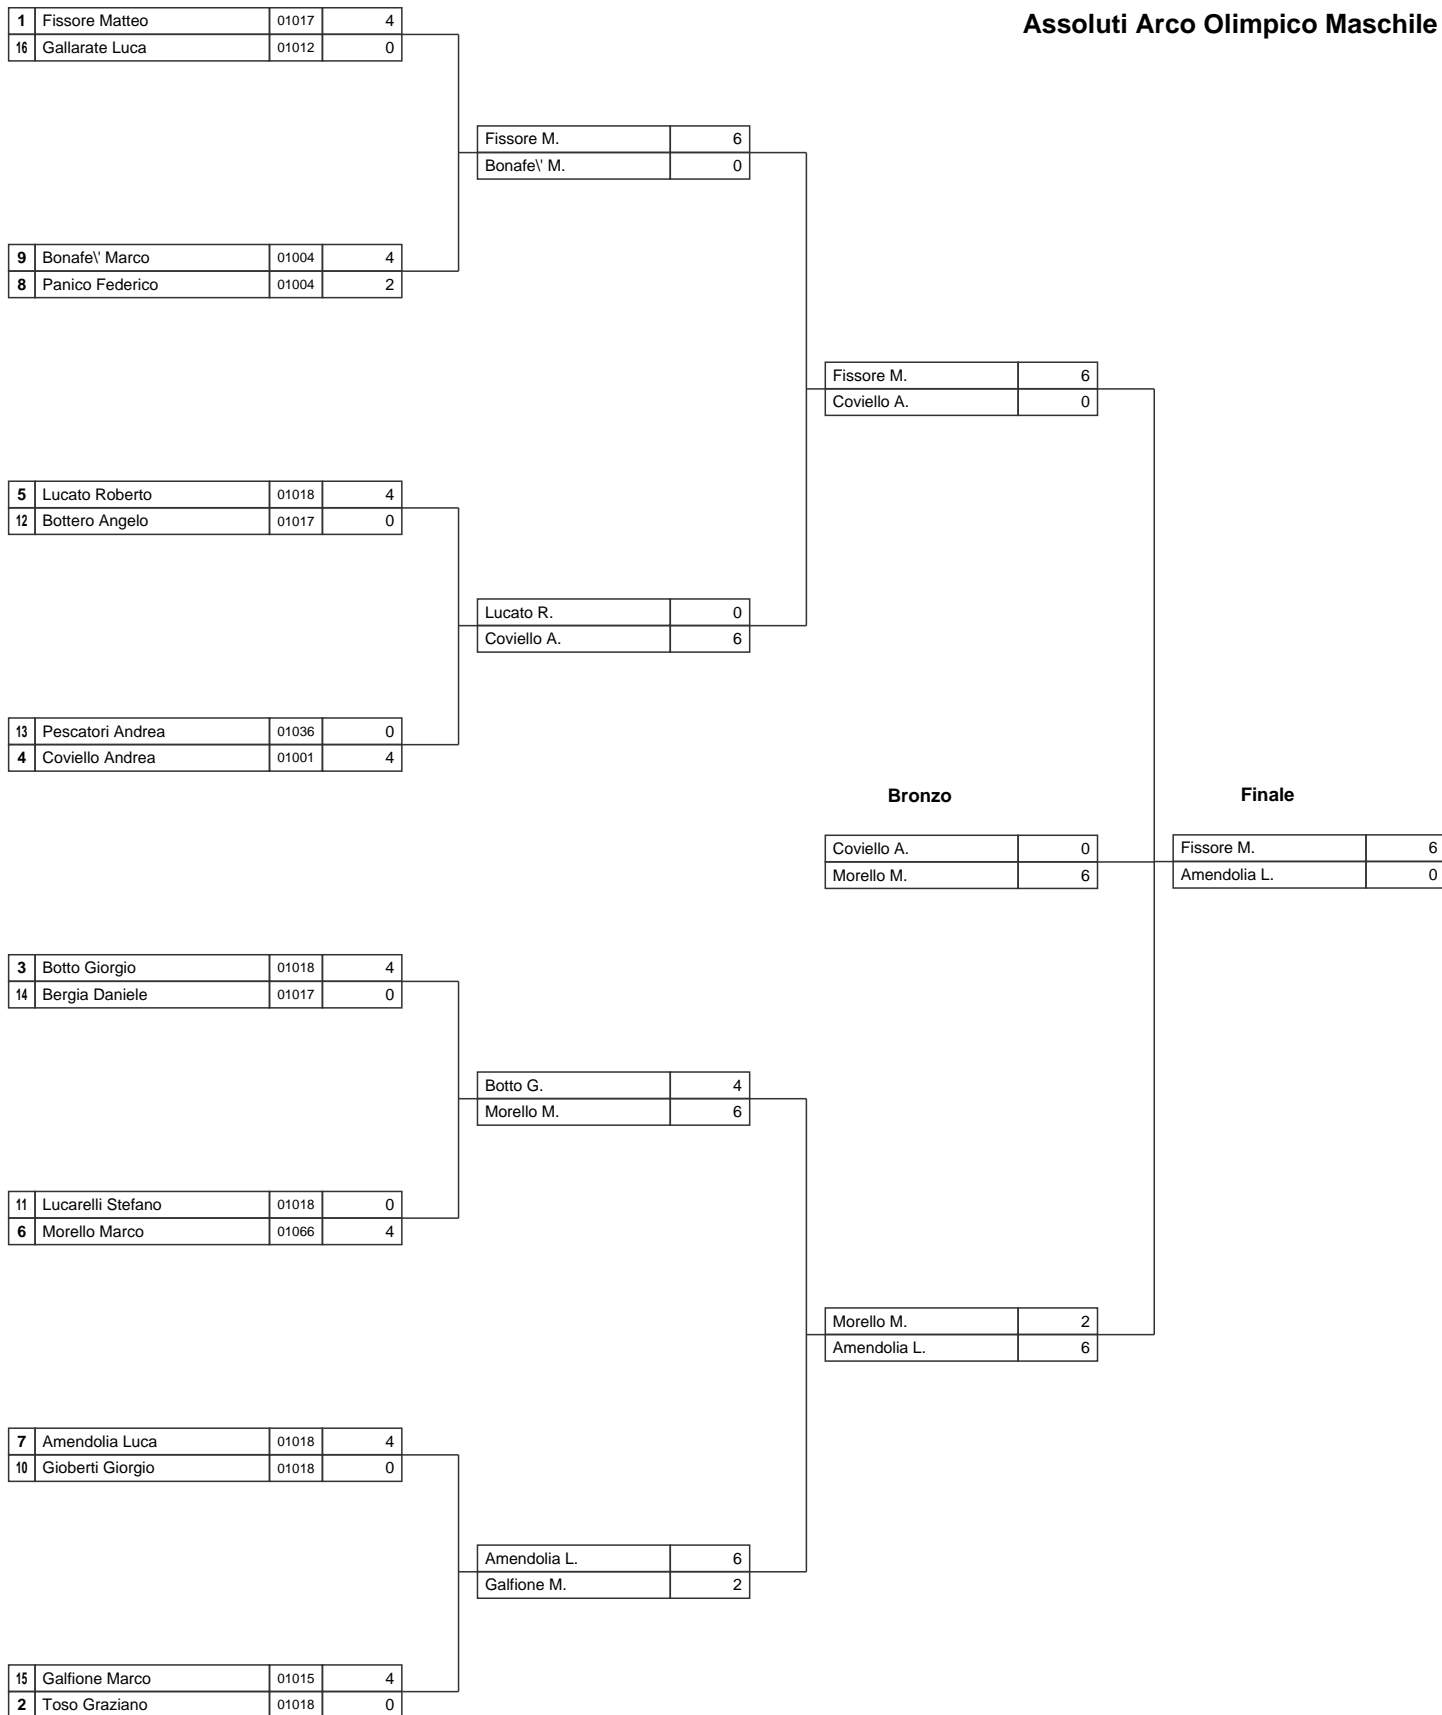 Assoluti Arco Olimpico Maschile
1 Fissore Matteo 01017 4
16 Gallarate Luca 01012 0
Fissore M. 6
Bonafe\' M. 0
9 Bonafe\' Marco 01004 4
8 Panico Federico 01004 2
Fissore M. 6
Coviello A. 0
5 Lucato Roberto 01018 4
12 Bottero Angelo 01017 0
Lucato R. 0
Coviello A. 6
13 Pescatori Andrea 01036 0
4 Coviello Andrea 01001 4
Bronzo Finale
Coviello A. 0 Fissore M. 6
Morello M. 6 Amendolia L. 0
3 Botto Giorgio 01018 4
14 Bergia Daniele 01017 0
Botto G. 4
Morello M. 6
11 Lucarelli Stefano 01018 0
6 Morello Marco 01066 4
Morello M. 2
Amendolia L. 6
7 Amendolia Luca 01018 4
10 Gioberti Giorgio 01018 0
Amendolia L. 6
Galfione M. 2
15 Galfione Marco 01015 4
2 Toso Graziano 01018 0